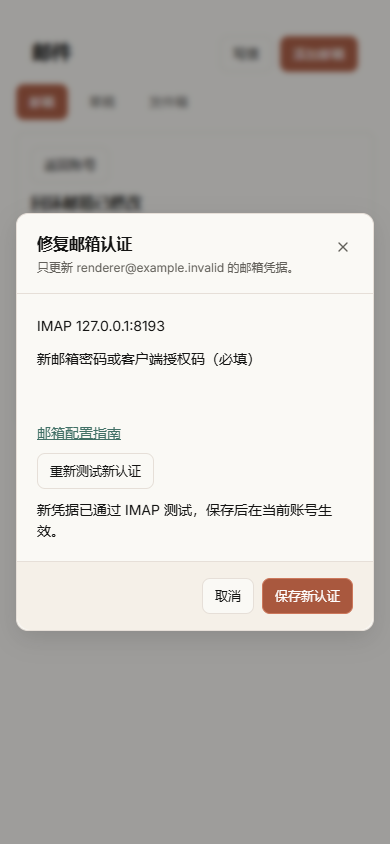 邮件
修复邮箱认证
只更新 renderer@example.invalid 的邮箱凭据。
IMAP 127.0.0.1:8193
新邮箱密码或客户端授权码（必填）
邮箱配置指南
重新测试新认证
新凭据已通过 IMAP 测试，保存后在当前账号生
效。
取消
保存新认证